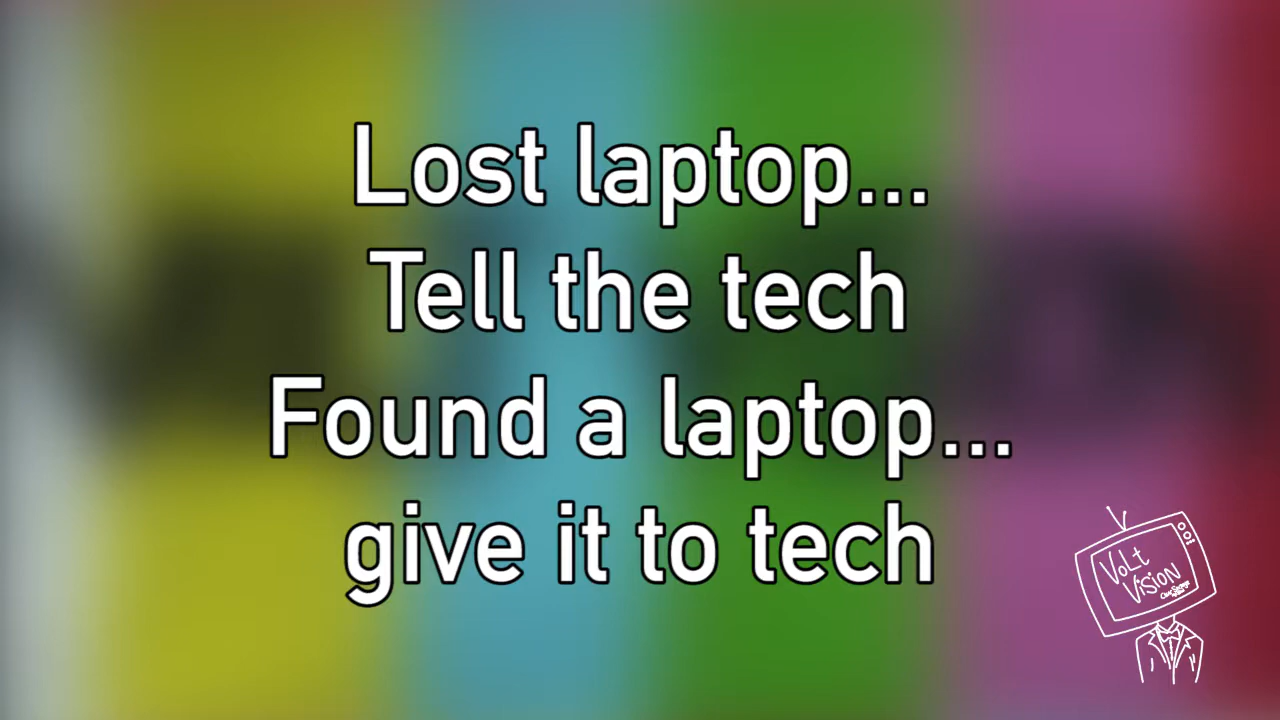 Lost laptop...
Tell the tech
Found a laptop...
give it to tech
Volt
Vision